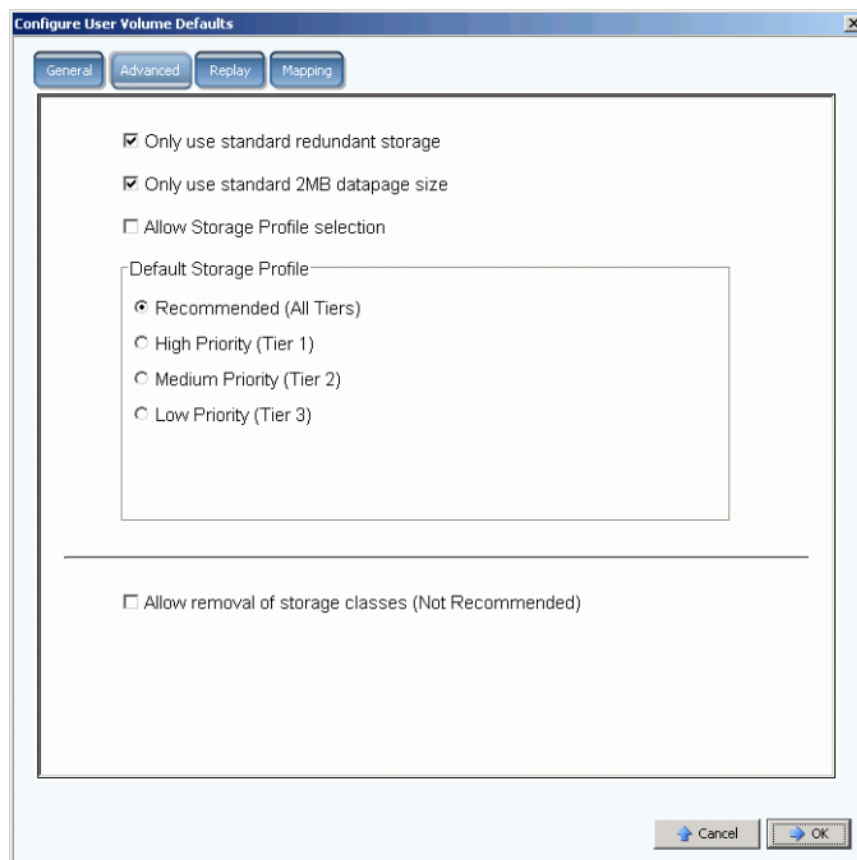 Configure User Volume Defaults
General Advanced Replay Mapping
Only use standard redundant storage
Only use standard 2MB datapage size
Allow Storage Profile selection
Default Storage Profile
Recommended (All Tiers)
High Priority (Tier 1)
Medium Priority (Tier 2)
Low Priority (Tier 3)
Allow removal of storage classes (Not Recommended)
Cancel OK